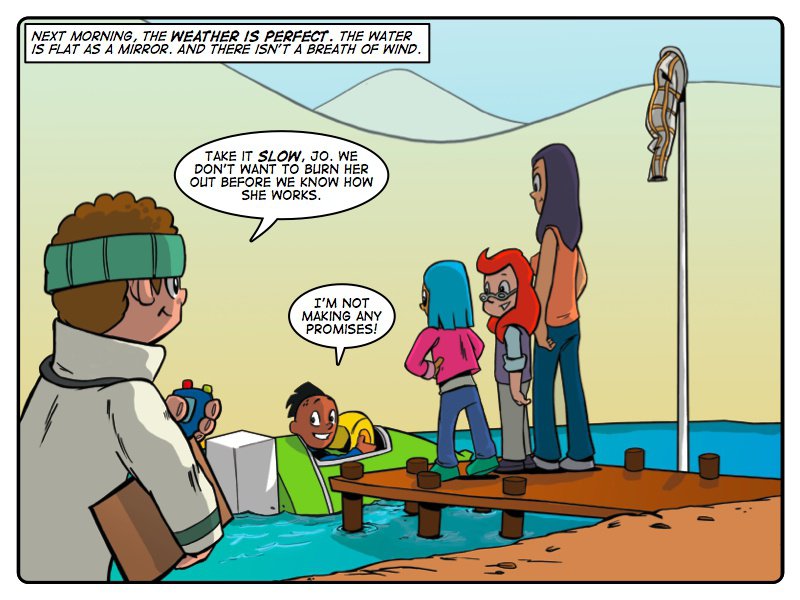 NEXT MORNING, THE WEATHER IS PERFECT. THE WATER
IS FLAT AS A MIRROR. AND THERE ISN'T A BREATH OF WIND.
TAKE IT SLOW, JO. WE
DON'T WANT TO BURN HER
OUT BEFORE WE KNOW HOW
SHE WORKS.
I'M NOT
MAKING ANY
PROMISES!